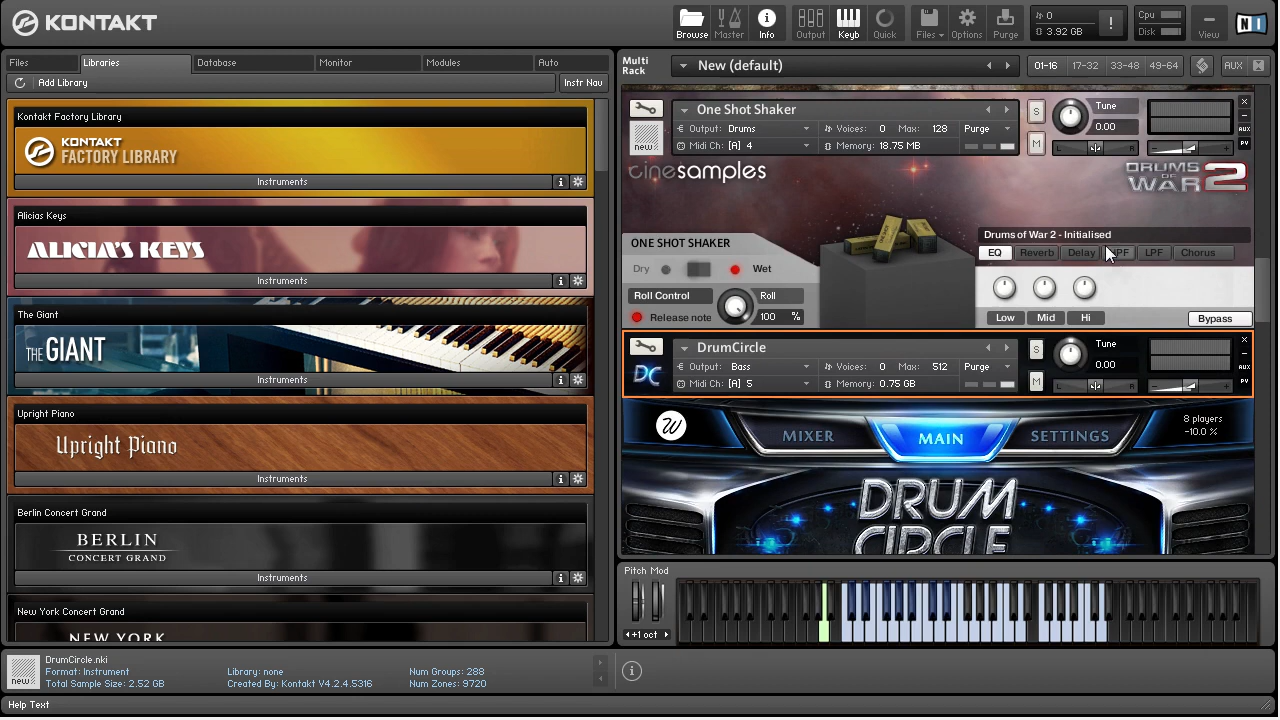 KONTAKT
Browse Master Info Output Keyb Quick Files Options Purge
0
3.92 GB
!
Cpu
Disk
View
NI
Files Libraries Database Monitor Modules Auto
Add Library Instr Nav
Kontakt Factory Library
KONTAKT
FACTORY LIBRARY
Instruments
Alicias Keys
ALICIA'S KEYS
Instruments
The Giant
THE GIANT
Instruments
Upright Piano
Upright Piano
Instruments
Berlin Concert Grand
BERLIN
CONCERT GRAND
Instruments
New York Concert Grand
NEW YORK
Multi
Rack
New (default)
01-16 17-32 33-48 49-64 AUX
One Shot Shaker
Output: Drums Voices: 0 Max: 128 Purge
Midi Ch: [A] 4 Memory: 18.75 MB
new
S
M
Tune
0.00
L R - +
AUX
PV
cinesamples
DRUMS OF WAR 2
ONE SHOT SHAKER
Dry Wet
Roll Control Roll
Release note 100 %
Drums of War 2 - Initialised
EQ Reverb Delay PF LPF Chorus
Low Mid Hi
Bypass
DrumCircle
DC
Output: Bass Voices: 0 Max: 512 Purge
Midi Ch: [A] 5 Memory: 0.75 GB
S
M
Tune
0.00
L R - +
AUX
PV
W
MIXER MAIN SETTINGS
8 players
-10.0 %
DRUM
CIRCLE
Pitch Mod
+1 oct
new
DrumCircle.nki
Format: Instrument Library: none Num Groups: 288
Total Sample Size: 2.52 GB Created By: Kontakt V4.2.4.5316 Num Zones: 9720
Help Text